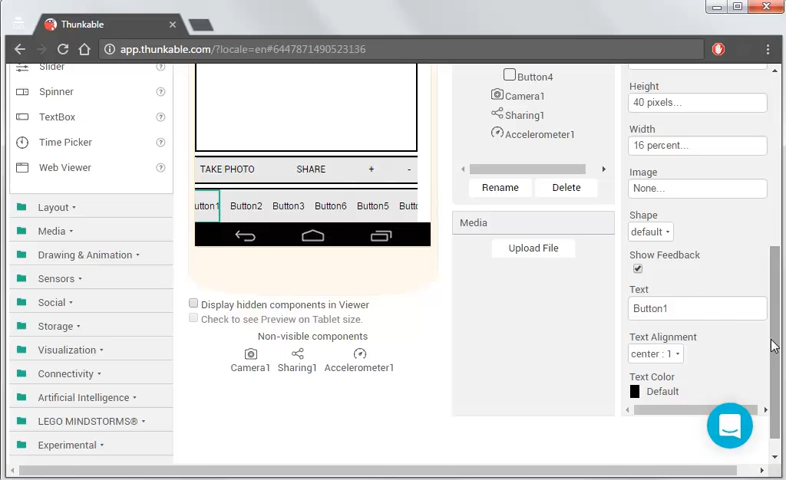 Thunkable
app.thunkable.com/?locale=en#6447871490523136
Slider
Spinner
TextBox
Time Picker
Web Viewer
Layout
Media
Drawing & Animation
Sensors
Social
Storage
Visualization
Connectivity
Artificial Intelligence
LEGO MINDSTORMS®
Experimental
TAKE PHOTO SHARE + -
utton1 Button2 Button3 Button6 Button5 Butto
Display hidden components in Viewer
Check to see Preview on Tablet size.
Non-visible components
Camera1 Sharing1 Accelerometer1
Button4
Camera1
Sharing1
Accelerometer1
Rename Delete
Media
Upload File
Height
40 pixels...
Width
16 percent...
Image
None...
Shape
default
Show Feedback
Text
Button1
Text Alignment
center : 1
Text Color
Default